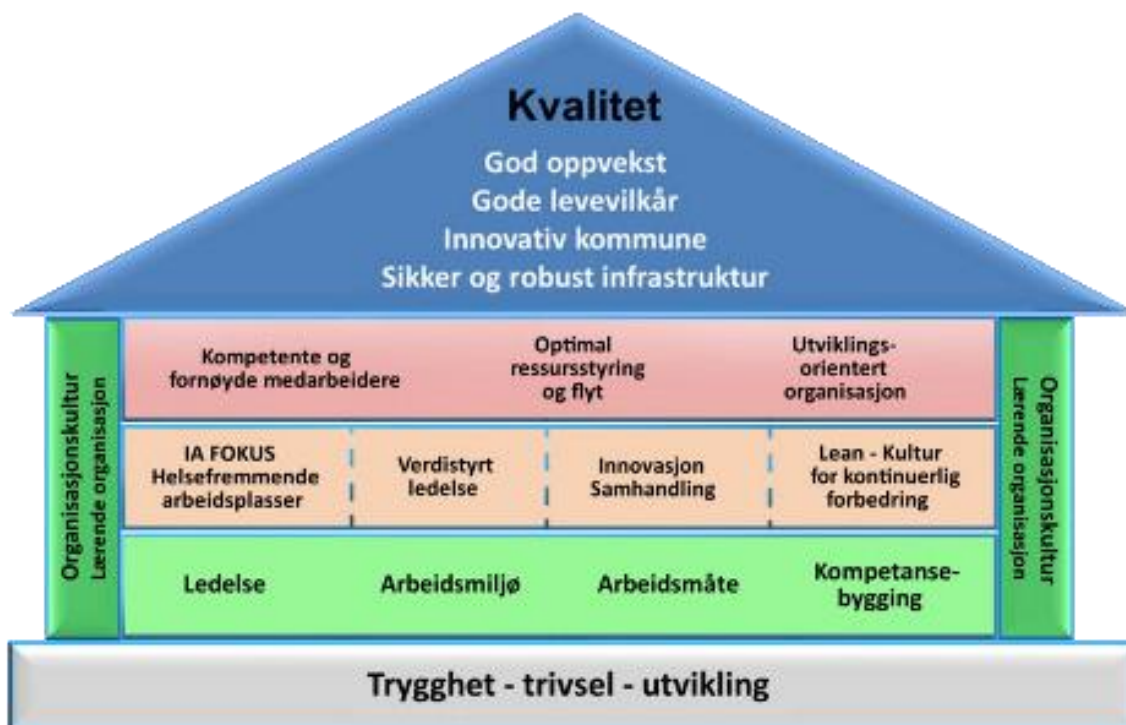 Kvalitet
God oppvekst
Gode levevilkår
Innovativ kommune
Sikker og robust infrastruktur
Organisasjonskultur
Lærende organisasjon
Kompetente og
fornøyde medarbeidere
Optimal
ressursstyring
og flyt
Utviklings-
orientert
organisasjon
IA FOKUS
Helsefremmende
arbeidsplasser
Verdistyrt
ledelse
Innovasjon
Samhandling
Lean - Kultur
for kontinuerlig
forbedring
Ledelse
Arbeidsmiljø
Arbeidsmåte
Kompetanse-
bygging
Organisasjonskultur
Lærende organisasjon
Trygghet - trivsel - utvikling